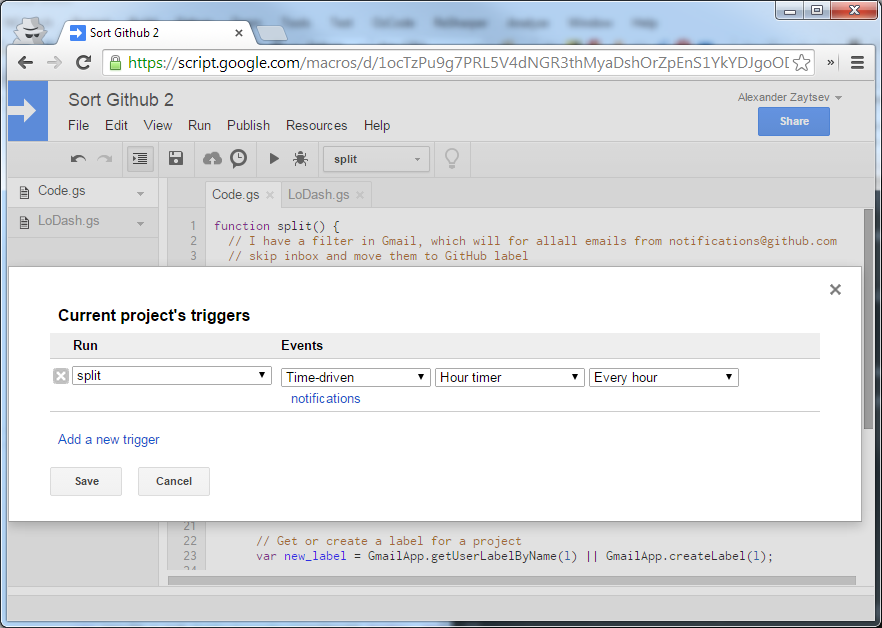 Sort Github 2
https://script.google.com/macros/d/1ocTzPu9g7PRL5V4dNGR3thMyaDshOrZpEnS1YkYDJgoOD
Sort Github 2
Alexander Zaytsev
File Edit View Run Publish Resources Help
Share
split
Code.gs
LoDash.gs
Code.gs
LoDash.gs
1 function split() {
2 // I have a filter in Gmail, which will for allall emails from notifications@github.com
3 // skip inbox and move them to GitHub label
Current project's triggers
Run Events
split Time-driven Hour timer Every hour
notifications
Add a new trigger
Save Cancel
21
22 // Get or create a label for a project
23 var new_label = GmailApp.getUserLabelByName(l) || GmailApp.createLabel(l);